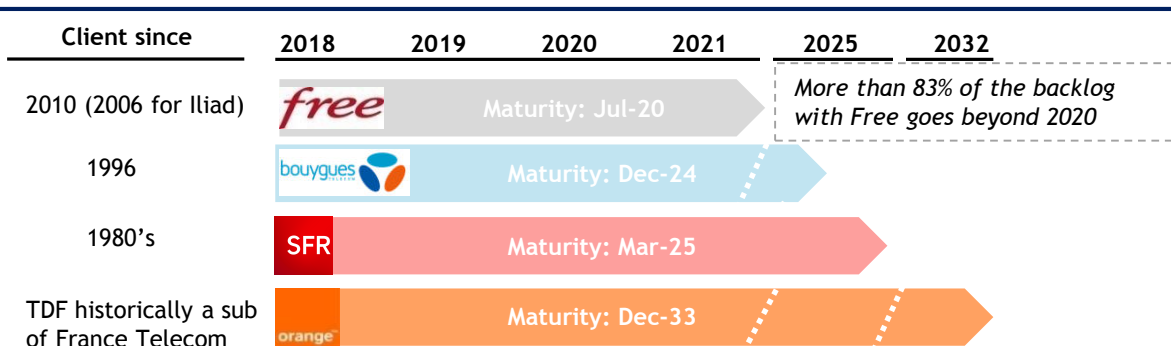 Client since
2018 2019 2020 2021 2025 2032
2010 (2006 for Iliad)
free
Maturity: Jul-20
More than 83% of the backlog
with Free goes beyond 2020
1996
bouygues
TELECOM
Maturity: Dec-24
1980’s
SFR
Maturity: Mar-25
TDF historically a sub
of France Telecom
orange™
Maturity: Dec-33